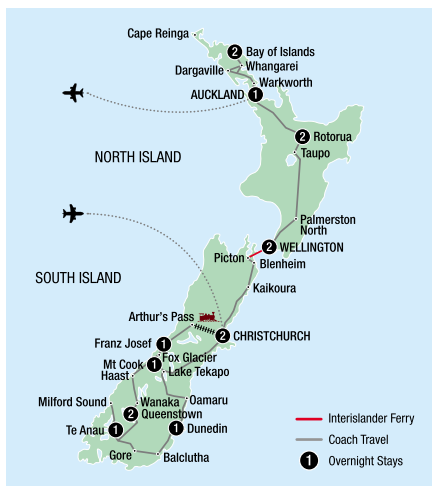 Cape Reinga
2
Bay of Islands
Whangarei
Dargaville
Warkworth
AUCKLAND
1
2
Rotorua
Taupo
NORTH ISLAND
Palmerston
North
2
WELLINGTON
Picton
Blenheim
SOUTH ISLAND
Kaikoura
Arthur's Pass
2
CHRISTCHURCH
Franz Josef
1
Fox Glacier
Mt Cook
1
Lake Tekapo
Haast
Milford Sound
Wanaka
Oamaru
2
Queenstown
Te Anau
1
1
Dunedin
Gore
Balclutha
Interislander Ferry
Coach Travel
1
Overnight Stays